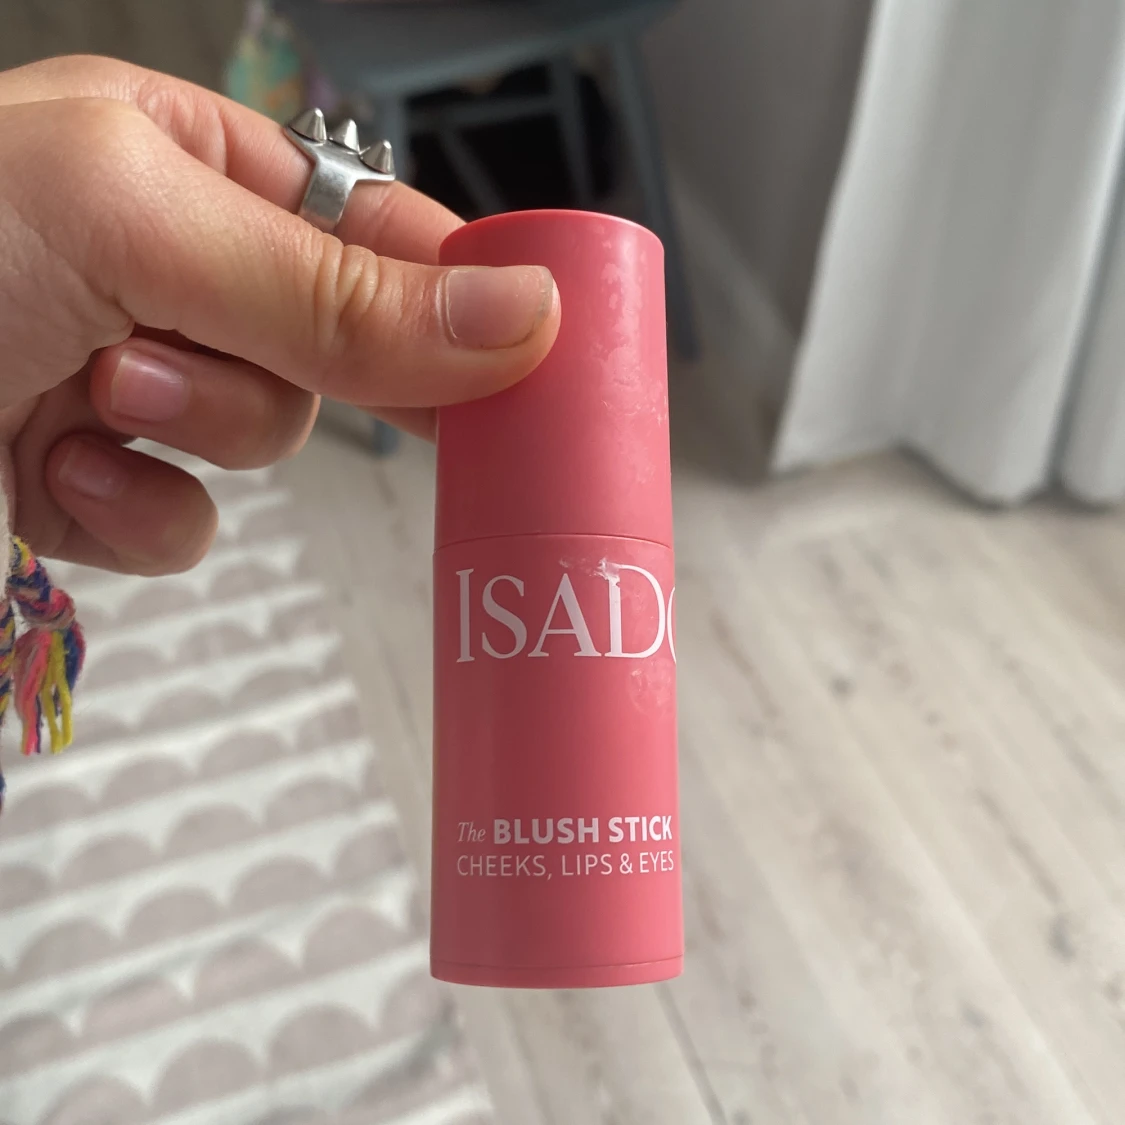 ISADO
The BLUSH STICK
CHEEKS, LIPS & EYES